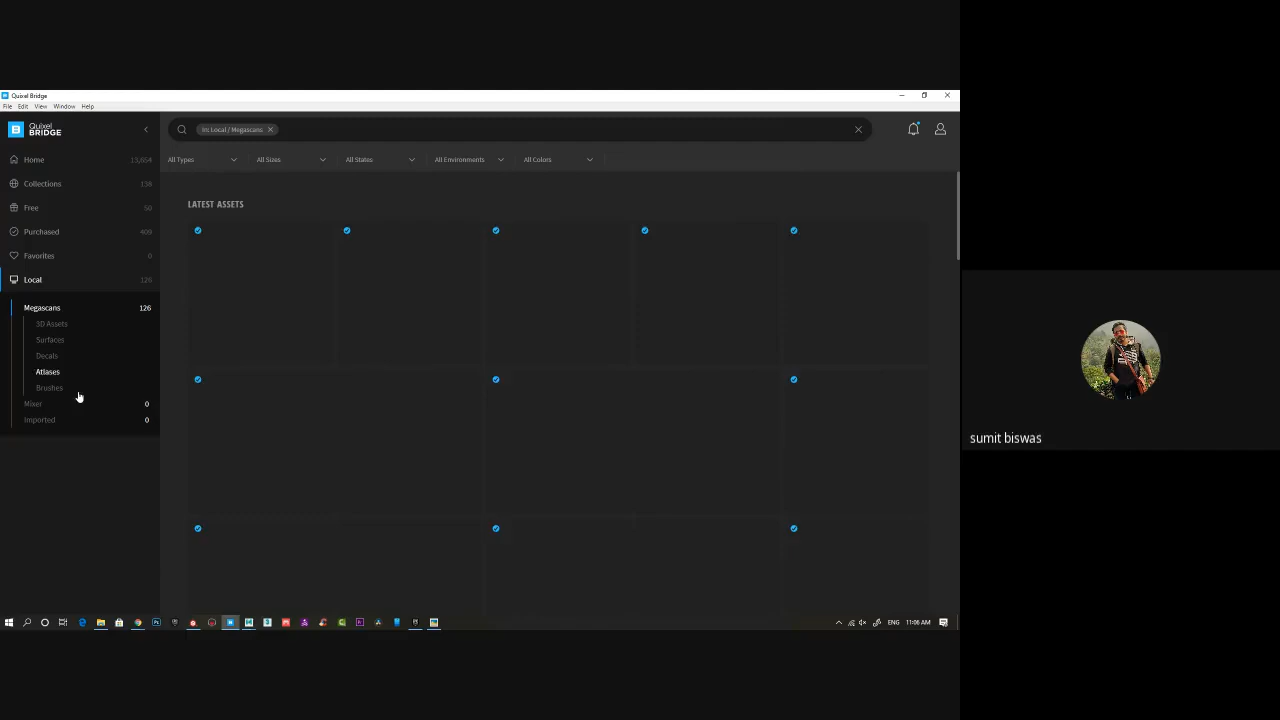 Quixel Bridge
File Edit View Window Help
Quixel
BRIDGE
In: Local / Megascans
Home 13,654
All Types All Sizes All States All Environments All Colors
Collections 138
Free 50
LATEST ASSETS
Purchased 409
Favorites 0
Local 126
Megascans 126
3D Assets
Surfaces
Decals
Atlases
Brushes
Mixer 0
Imported 0
sumit biswas
ENG 11:06 AM